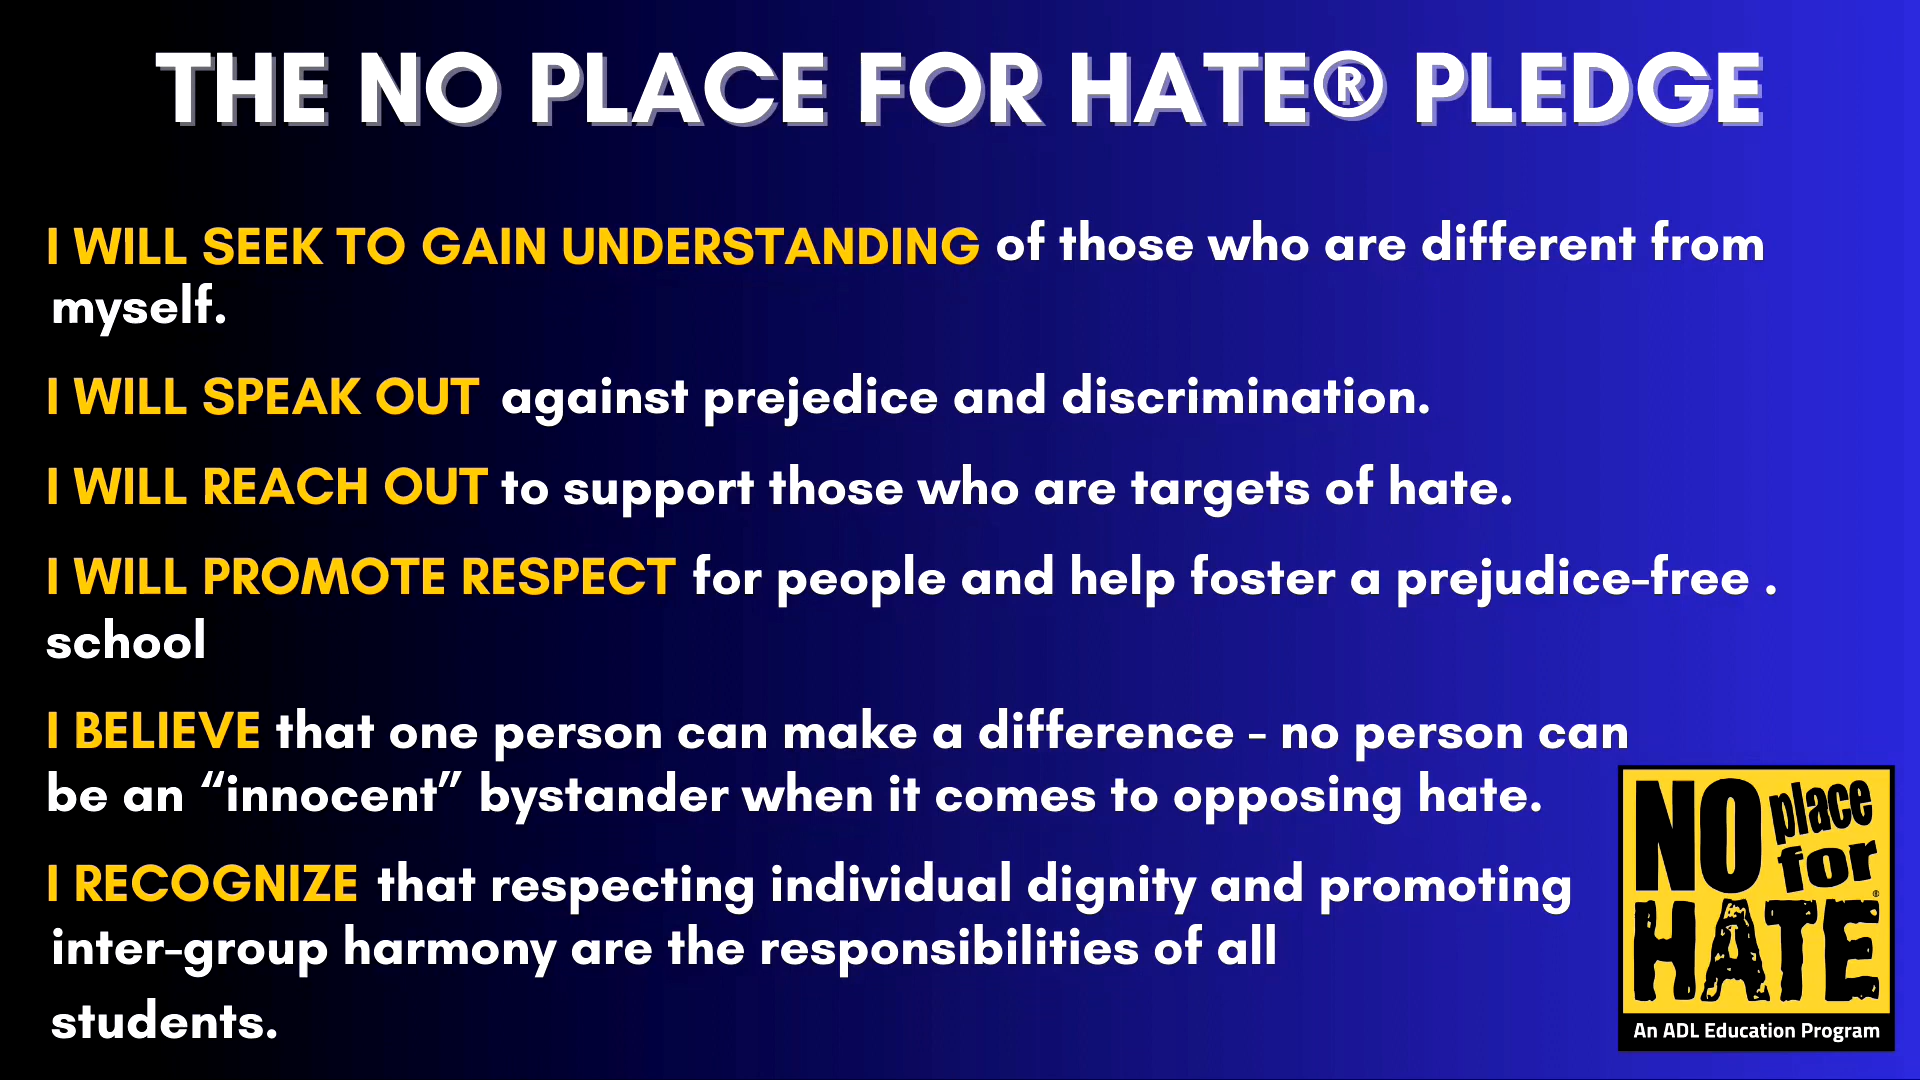 THE NO PLACE FOR HATE® PLEDGE
I WILL SEEK TO GAIN UNDERSTANDING of those who are different from
myself.
I WILL SPEAK OUT against prejedice and discrimination.
I WILL REACH OUT to support those who are targets of hate.
I WILL PROMOTE RESPECT for people and help foster a prejudice-free .
school
I BELIEVE that one person can make a difference - no person can
be an “innocent” bystander when it comes to opposing hate.
I RECOGNIZE that respecting individual dignity and promoting
inter-group harmony are the responsibilities of all
students.
NO place
for
HATE®
An ADL Education Program